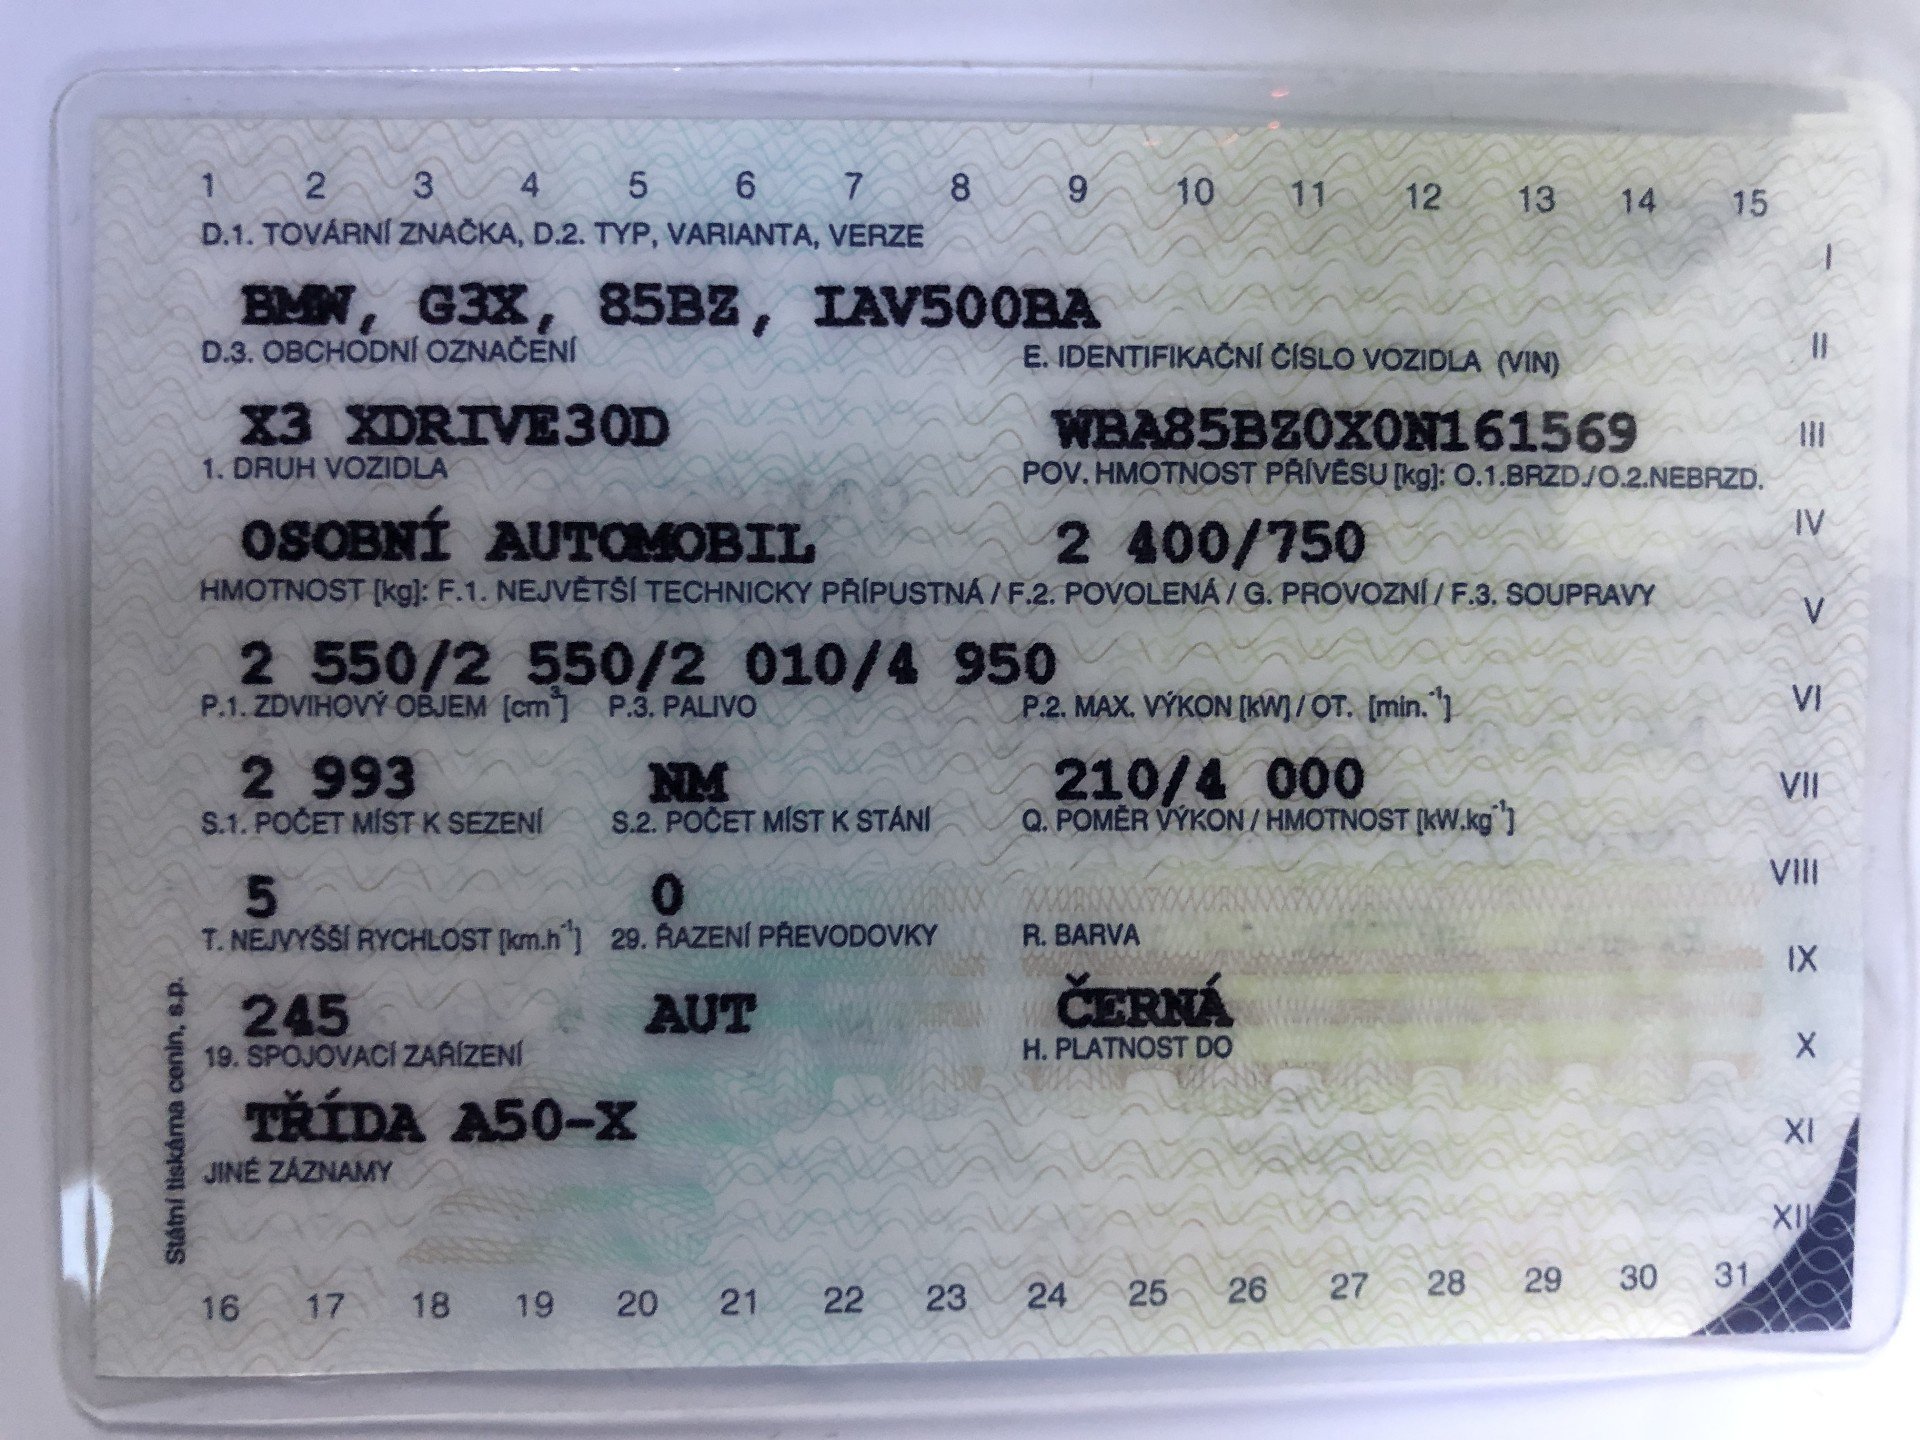 1 2 3 4 5 6 7 8 9 10 11 12 13 14 15
D.1. TOVÁRNÍ ZNAČKA, D.2. TYP, VARIANTA, VERZE
I
BMW, G3X, 85BZ, IAV500BA
D.3. OBCHODNÍ OZNAČENÍ E. IDENTIFIKAČNÍ ČÍSLO VOZIDLA (VIN)
II
X3 XDRIVE30D WBA85BZ0X0N161569
III
1. DRUH VOZIDLA POV. HMOTNOST PŘÍVĚSU [kg]: O.1.BRZD./O.2.NEBRZD.
OSOBNÍ AUTOMOBIL 2 400/750
IV
HMOTNOST [kg]: F.1. NEJVĚTŠÍ TECHNICKY PŘÍPUSTNÁ / F.2. POVOLENÁ / G. PROVOZNÍ / F.3. SOUPRAVY
V
2 550/2 550/2 010/4 950
P.1. ZDVIHOVÝ OBJEM [cm³] P.3. PALIVO P.2. MAX. VÝKON [kW] / OT. [min.⁻¹]
VI
2 993 NM 210/4 000
VII
S.1. POČET MÍST K SEZENÍ S.2. POČET MÍST K STÁNÍ Q. POMĚR VÝKON / HMOTNOST [kW.kg⁻¹]
VIII
5 0
T. NEJVYŠŠÍ RYCHLOST [km.h⁻¹] 29. ŘAZENÍ PŘEVODOVKY R. BARVA
IX
245 AUT ČERNÁ
19. SPOJOVACÍ ZAŘÍZENÍ H. PLATNOST DO
X
TŘÍDA A50-X
XI
JINÉ ZÁZNAMY
XII
16 17 18 19 20 21 22 23 24 25 26 27 28 29 30 31
Státní tiskárna cenin, s.p.